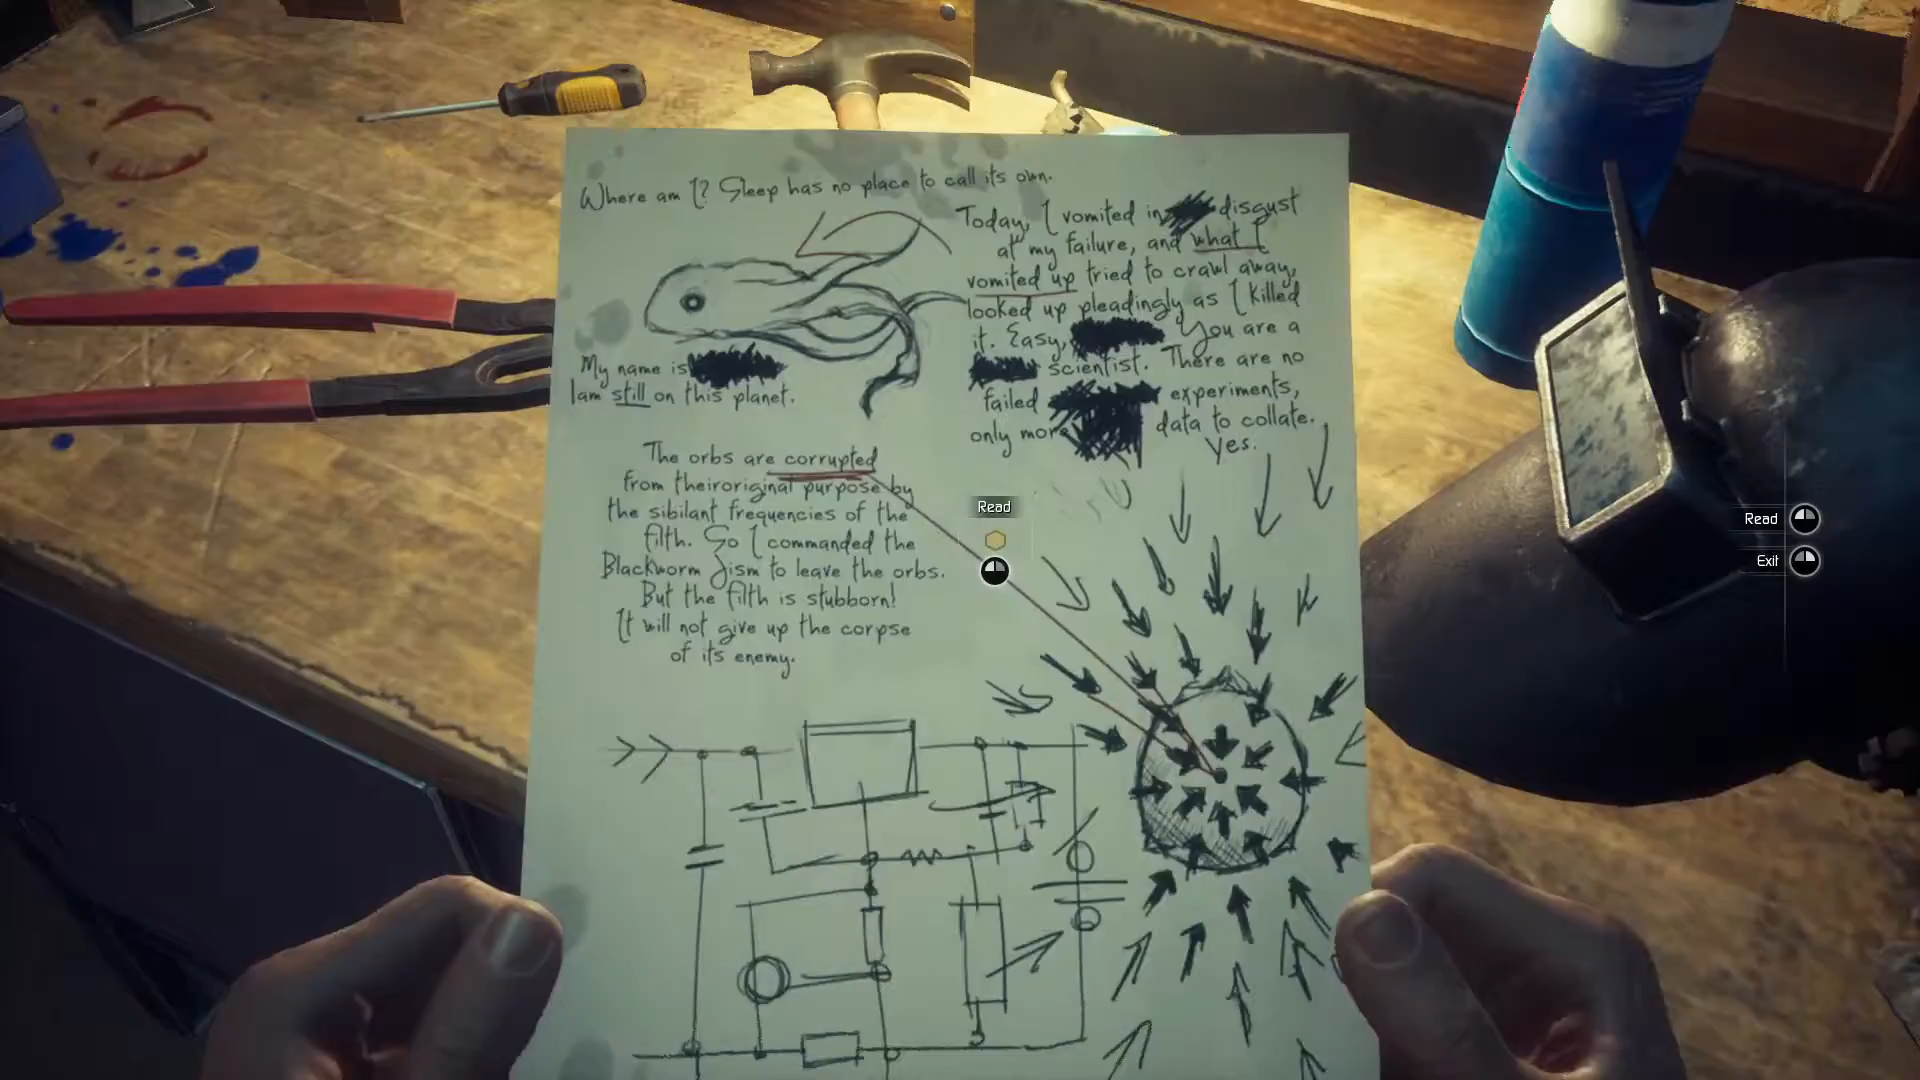 Where am I? Sleep has no place to call its own.
Today, I vomited in disgust
at my failure, and what I
vomited up tried to crawl away,
looked up pleadingly as I killed
it. Easy, You are a
scientist. There are no
failed experiments,
only more data to collate.
Yes.
My name is
I am still on this planet.
The orbs are corrupted
from theiroriginal purpose by
the sibilant frequencies of the
filth. So I commanded the
Blackworm Jism to leave the orbs.
But the filth is stubborn!
It will not give up the corpse
of its enemy.
Read
Read
Exit